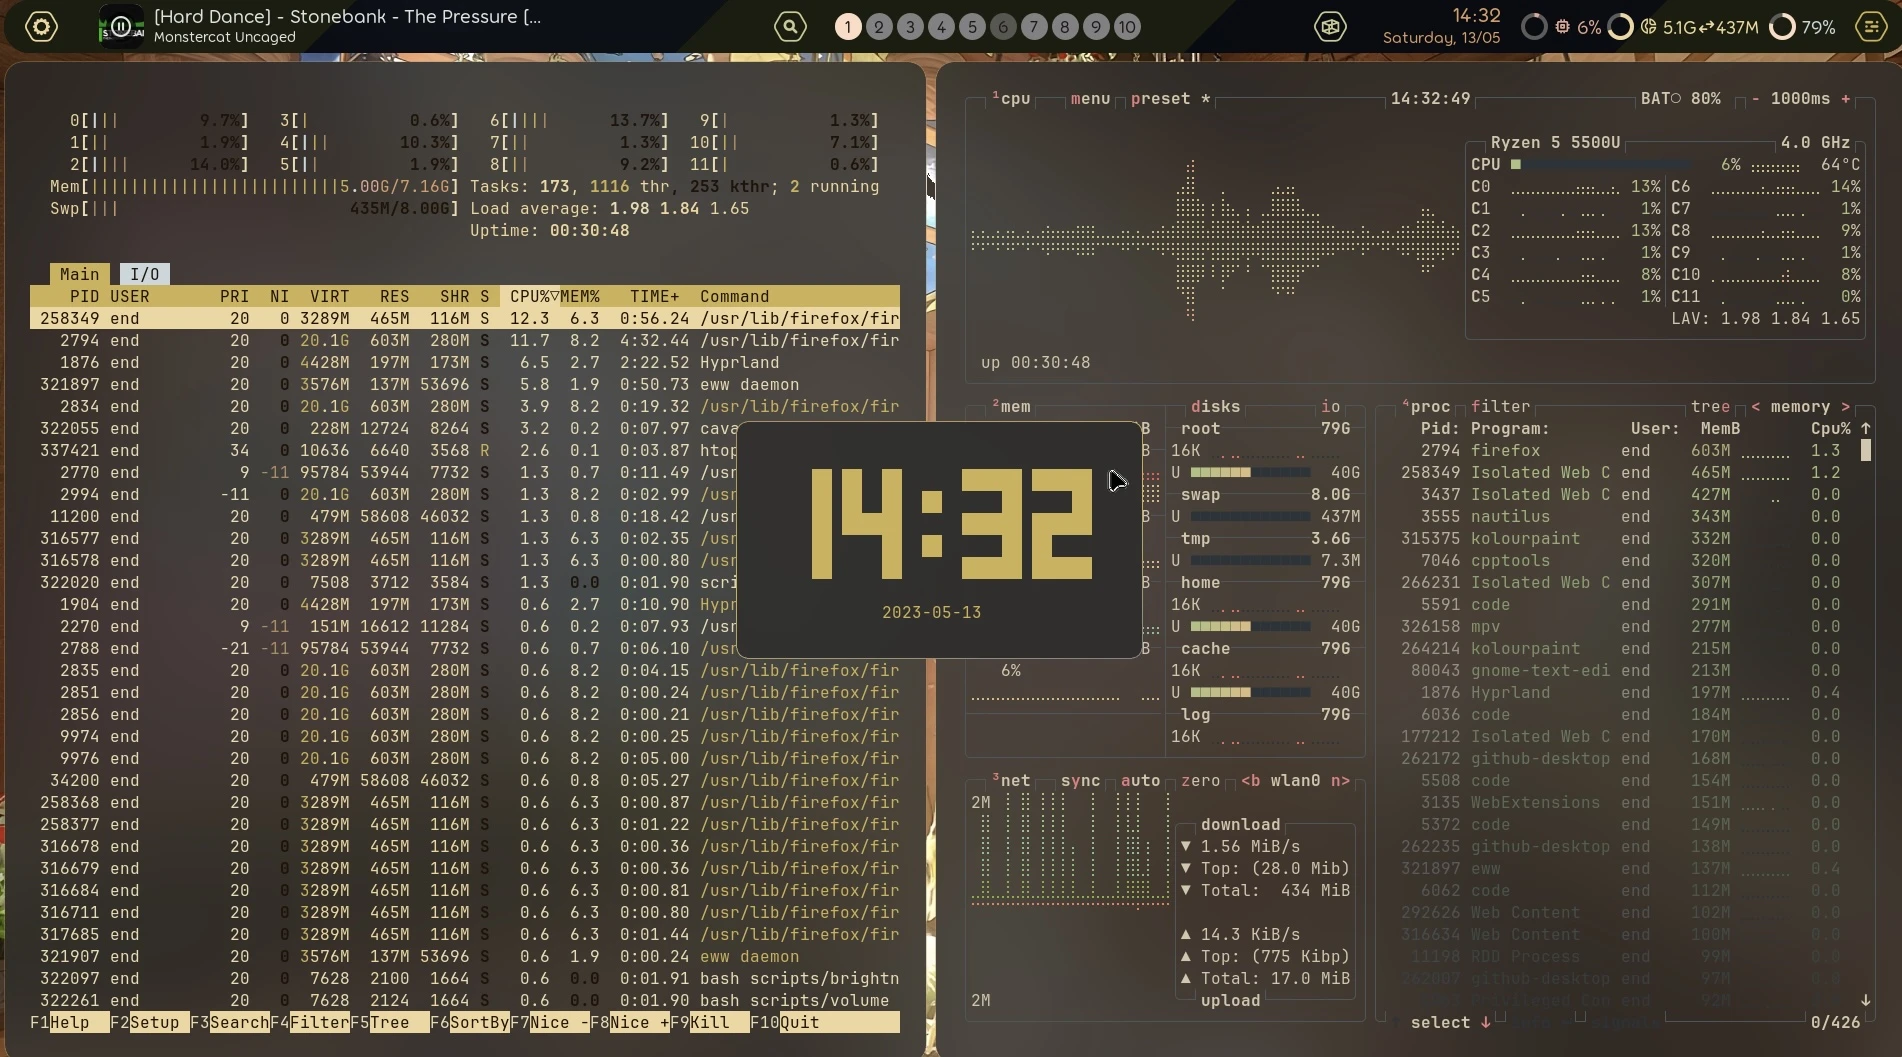 [Hard Dance] - Stonebank - The Pressure [...
Monstercat Uncaged
1 2 3 4 5 6 7 8 9 10
14:32
Saturday, 13/05
6% 5.1G⇄437M 79%
0[||| 9.7%] 3[| 0.6%] 6[|||| 13.7%] 9[| 1.3%]
1[|| 1.9%] 4[||| 10.3%] 7[|| 1.3%] 10[|| 7.1%]
2[|||| 14.0%] 5[|| 1.9%] 8[|| 9.2%] 11[| 0.6%]
Mem[|||||||||||||||||||||||||5.00G/7.16G] Tasks: 173, 1116 thr, 253 kthr; 2 running
Swp[||| 435M/8.00G] Load average: 1.98 1.84 1.65
Uptime: 00:30:48
Main I/O
PID USER PRI NI VIRT RES SHR S CPU%▽MEM% TIME+ Command
258349 end 20 0 3289M 465M 116M S 12.3 6.3 0:56.24 /usr/lib/firefox/fir
2794 end 20 0 20.1G 603M 280M S 11.7 8.2 4:32.44 /usr/lib/firefox/fir
1876 end 20 0 4428M 197M 173M S 6.5 2.7 2:22.52 Hyprland
321897 end 20 0 3576M 137M 53696 S 5.8 1.9 0:50.73 eww daemon
2834 end 20 0 20.1G 603M 280M S 3.9 8.2 0:19.32 /usr/lib/firefox/fir
322055 end 20 0 228M 12724 8264 S 3.2 0.2 0:07.97 cava
337421 end 34 0 10636 6640 3568 R 2.6 0.1 0:03.87 htop
2770 end 9 -11 95784 53944 7732 S 1.3 0.7 0:11.49 /usr
2994 end -11 0 20.1G 603M 280M S 1.3 8.2 0:02.99 /usr
11200 end 20 0 479M 58608 46032 S 1.3 0.8 0:18.42 /usr
316577 end 20 0 3289M 465M 116M S 1.3 6.3 0:02.35 /usr
316578 end 20 0 3289M 465M 116M S 1.3 6.3 0:00.80 /usr
322020 end 20 0 7508 3712 3584 S 1.3 0.0 0:01.90 scri
1904 end 20 0 4428M 197M 173M S 0.6 2.7 0:10.90 Hypr
2270 end 9 -11 151M 16612 11284 S 0.6 0.2 0:07.93 /usr
2788 end -21 -11 95784 53944 7732 S 0.6 0.7 0:06.10 /usr
2835 end 20 0 20.1G 603M 280M S 0.6 8.2 0:04.15 /usr/lib/firefox/fir
2851 end 20 0 20.1G 603M 280M S 0.6 8.2 0:00.24 /usr/lib/firefox/fir
2856 end 20 0 20.1G 603M 280M S 0.6 8.2 0:00.21 /usr/lib/firefox/fir
9974 end 20 0 20.1G 603M 280M S 0.6 8.2 0:00.25 /usr/lib/firefox/fir
9976 end 20 0 20.1G 603M 280M S 0.6 8.2 0:05.00 /usr/lib/firefox/fir
34200 end 20 0 479M 58608 46032 S 0.6 0.8 0:05.27 /usr/lib/firefox/fir
258368 end 20 0 3289M 465M 116M S 0.6 6.3 0:00.87 /usr/lib/firefox/fir
258377 end 20 0 3289M 465M 116M S 0.6 6.3 0:01.22 /usr/lib/firefox/fir
316678 end 20 0 3289M 465M 116M S 0.6 6.3 0:00.36 /usr/lib/firefox/fir
316679 end 20 0 3289M 465M 116M S 0.6 6.3 0:00.36 /usr/lib/firefox/fir
316684 end 20 0 3289M 465M 116M S 0.6 6.3 0:00.81 /usr/lib/firefox/fir
316711 end 20 0 3289M 465M 116M S 0.6 6.3 0:00.80 /usr/lib/firefox/fir
317685 end 20 0 3289M 465M 116M S 0.6 6.3 0:01.44 /usr/lib/firefox/fir
321907 end 20 0 3576M 137M 53696 S 0.6 1.9 0:00.24 eww daemon
322097 end 20 0 7628 2100 1664 S 0.6 0.0 0:01.91 bash scripts/brightn
322261 end 20 0 7628 2124 1664 S 0.6 0.0 0:01.90 bash scripts/volume
F1Help F2Setup F3SearchF4FilterF5Tree F6SortByF7Nice -F8Nice +F9Kill F10Quit
14:32
2023-05-13
¹cpu menu preset * 14:32:49 BAT○ 80% - 1000ms +
Ryzen 5 5500U 4.0 GHz
CPU 6% 64°C
C0 13% C6 14%
C1 1% C7 1%
C2 13% C8 9%
C3 1% C9 1%
C4 8% C10 8%
C5 1% C11 0%
LAV: 1.98 1.84 1.65
up 00:30:48
²mem
6%
disks io
root 79G
16K
U 40G
swap 8.0G
U 437M
tmp 3.6G
U 7.3M
home 79G
16K
U 40G
cache 79G
16K
U 40G
log 79G
16K
³net sync auto zero <b wlan0 n>
2M
download
▼ 1.56 MiB/s
▼ Top: (28.0 Mib)
▼ Total: 434 MiB
▲ 14.3 KiB/s
▲ Top: (775 Kibp)
▲ Total: 17.0 MiB
2M
upload
⁴proc filter tree < memory >
Pid: Program: User: MemB Cpu% ↑
2794 firefox end 603M 1.3
258349 Isolated Web C end 465M 1.2
3437 Isolated Web C end 427M 0.0
3555 nautilus end 343M 0.0
315375 kolourpaint end 332M 0.0
7046 cpptools end 320M 0.0
266231 Isolated Web C end 307M 0.0
5591 code end 291M 0.0
326158 mpv end 277M 0.0
264214 kolourpaint end 215M 0.0
80043 gnome-text-edi end 213M 0.0
1876 Hyprland end 197M 0.4
6036 code end 184M 0.0
177212 Isolated Web C end 170M 0.0
262172 github-desktop end 168M 0.0
5508 code end 154M 0.0
3135 WebExtensions end 151M 0.0
5372 code end 149M 0.0
262235 github-desktop end 138M 0.0
321897 eww end 137M 0.4
6062 code end 112M 0.0
292626 Web Content end 102M 0.0
316634 Web Content end 100M 0.0
11198 RDD Process end 99M 0.0
262007 github-desktop end 97M 0.0
Privileged Con end 92M
select ↓ 0/426